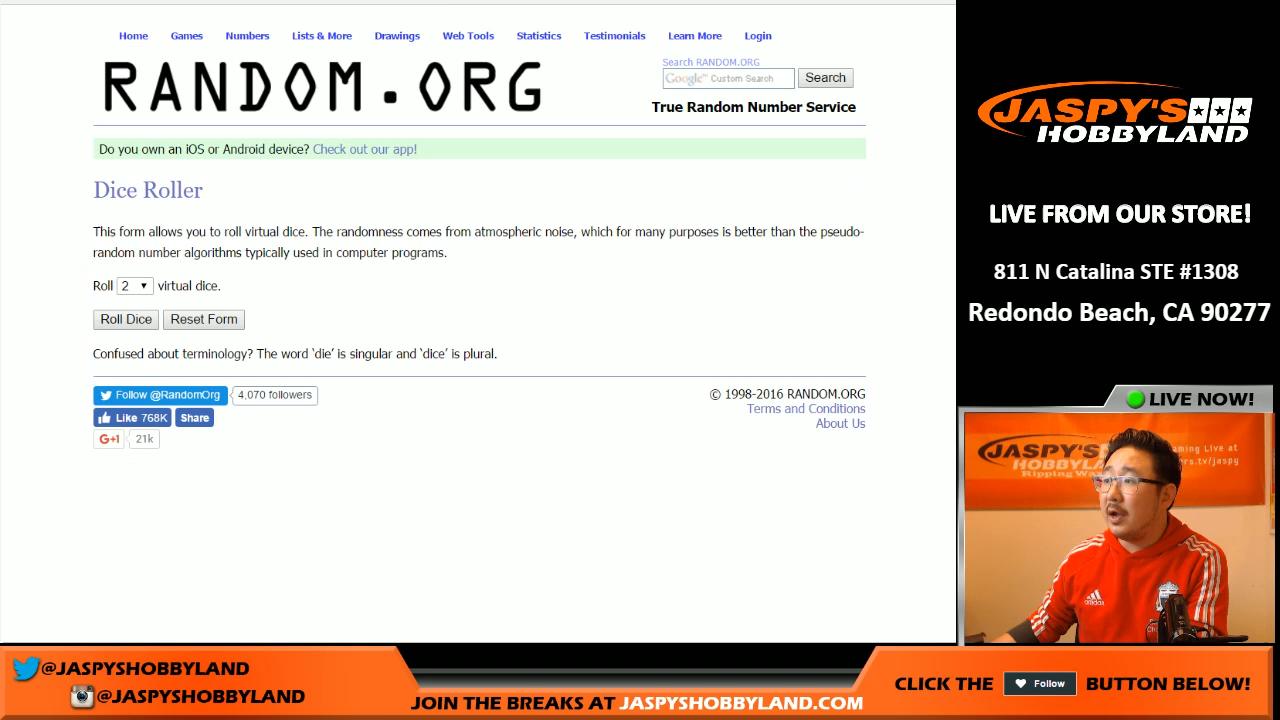 Home Games Numbers Lists & More Drawings Web Tools Statistics Testimonials Learn More Login
RANDOM.ORG
Search RANDOM.ORG
Google™ Custom Search Search
True Random Number Service
Do you own an iOS or Android device? Check out our app!
Dice Roller
This form allows you to roll virtual dice. The randomness comes from atmospheric noise, which for many purposes is better than the pseudo-
random number algorithms typically used in computer programs.
Roll 2 virtual dice.
Roll Dice Reset Form
Confused about terminology? The word ‘die’ is singular and ‘dice’ is plural.
Follow @RandomOrg 4,070 followers
Like 768K Share
G+1 21k
© 1998-2016 RANDOM.ORG
Terms and Conditions
About Us
JASPY'S
HOBBYLAND
LIVE FROM OUR STORE!
811 N Catalina STE #1308
Redondo Beach, CA 90277
LIVE NOW!
JASPY'S
HOBBYLAND
Live at
rs.tv/jaspy
adidas
@JASPYSHOBBYLAND
@JASPYSHOBBYLAND
JOIN THE BREAKS AT JASPYSHOBBYLAND.COM
CLICK THE Follow BUTTON BELOW!